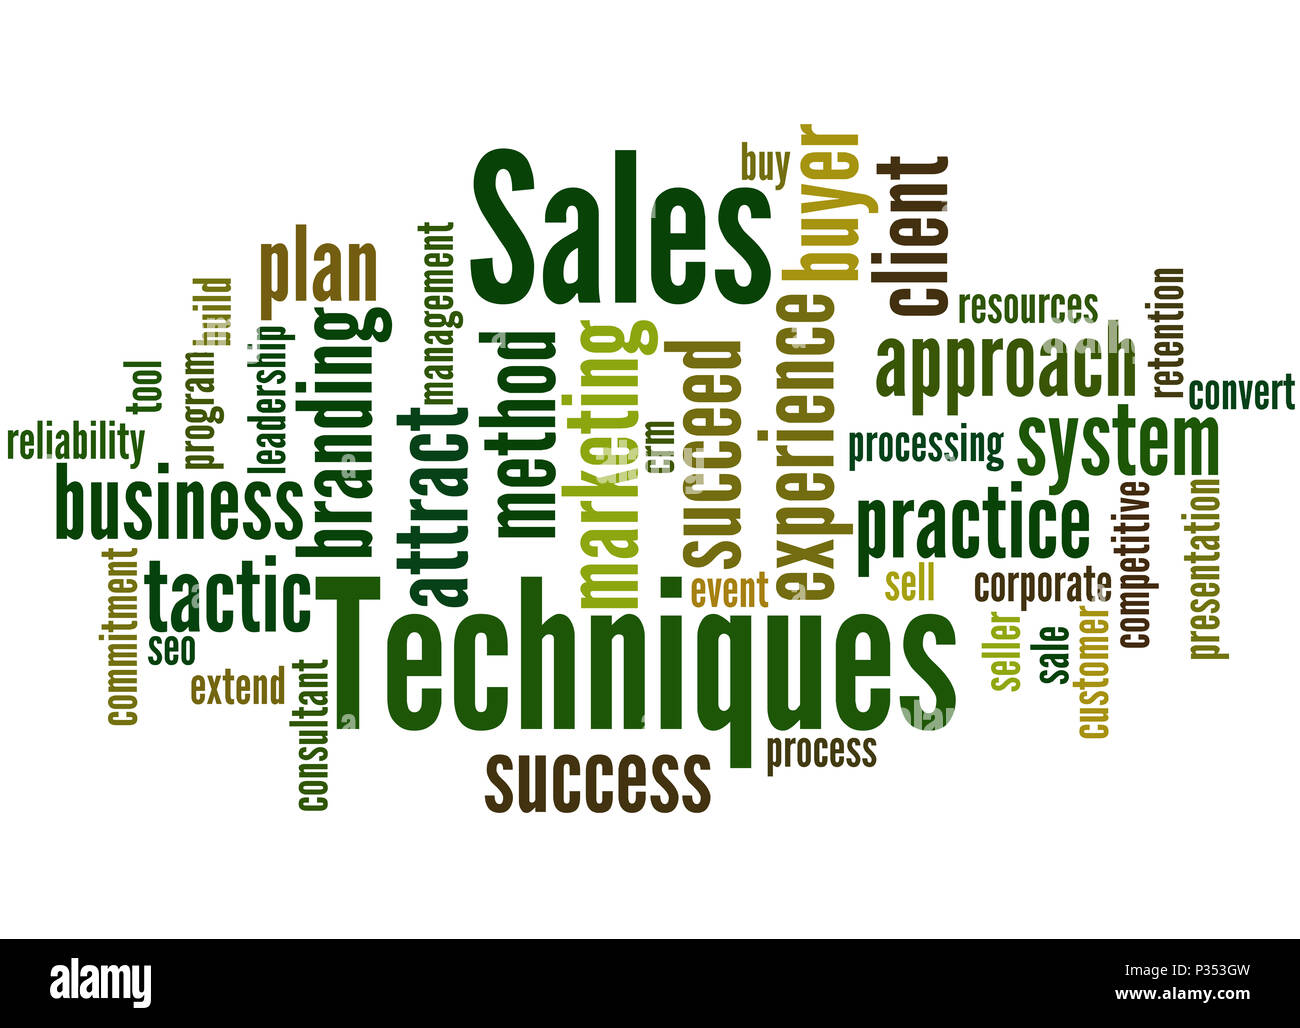 buy
buyer
client
Sales
plan
management
build
experience
resources
retention
branding
leadership
method
marketing
succeed
approach
tool
program
convert
attract
crm
reliability
processing
system
business
practice
competitive
presentation
commitment
tactic
event
sell
corporate
Techniques
seo
seller
sale
customer
extend
consultant
success
process
alamy
Image ID: P353GW
www.alamy.com
a
alamy
a
alamy